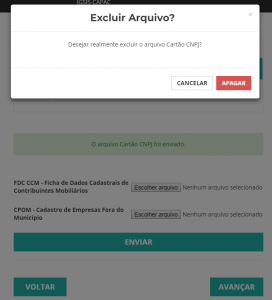 IGSIS-CAPAC
Excluir Arquivo?
×
Desejar realmente excluir o arquivo Cartão CNPJ?
CANCELAR
APAGAR
O arquivo Cartão CNPJ foi enviado.
FDC CCM - Ficha de Dados Cadastrais de
Contribuintes Mobiliários
Escolher arquivo Nenhum arquivo selecionado
CPOM - Cadastro de Empresas Fora do
Município
Escolher arquivo Nenhum arquivo selecionado
ENVIAR
VOLTAR
AVANÇAR